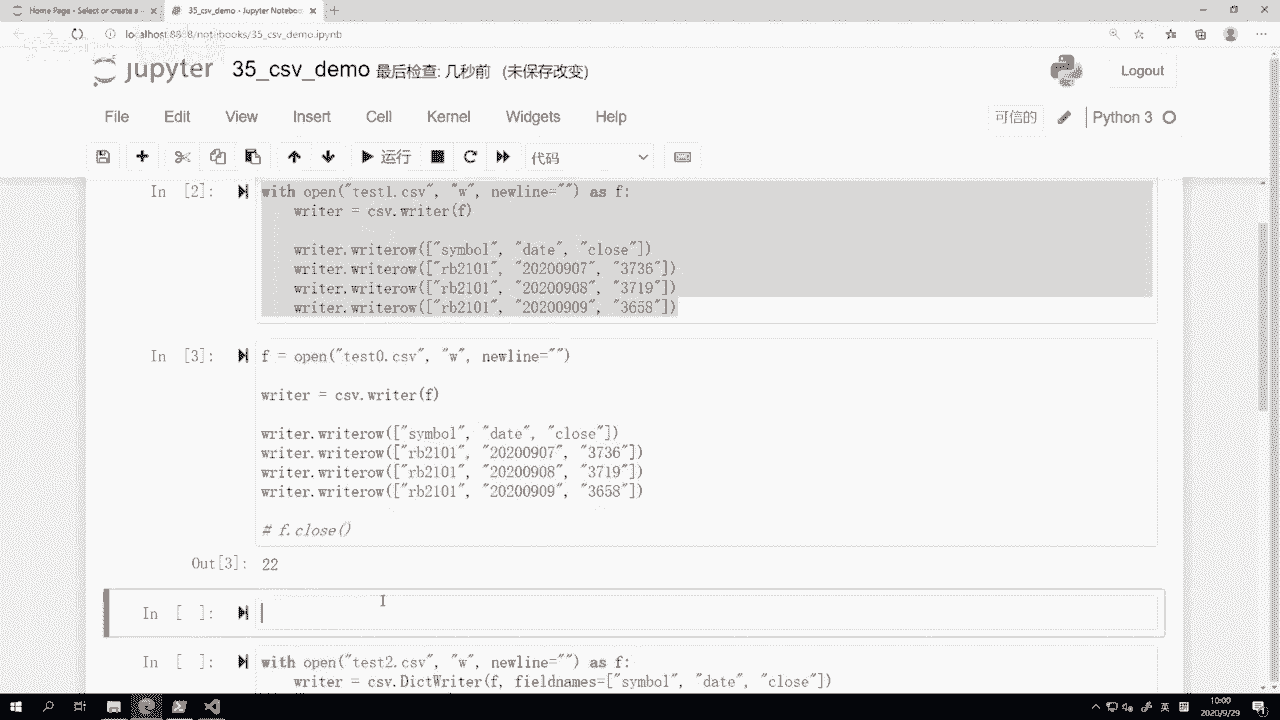 Home Page - Select or create a
35_csv_demo - Jupyter Noteboo
localhost:8888/notebooks/35_csv_demo.ipynb
jupyter 35_csv_demo 最后检查: 几秒前 (未保存改变)
Logout
File Edit View Insert Cell Kernel Widgets Help
可信的 Python 3
运行 代码
In [2]: with open("test1.csv", "w", newline="") as f:
writer = csv.writer(f)
writer.writerow(["symbol", "date", "close"])
writer.writerow(["rb2101", "20200907", "3736"])
writer.writerow(["rb2101", "20200908", "3719"])
writer.writerow(["rb2101", "20200909", "3658"])
In [3]: f = open("test0.csv", "w", newline="")
writer = csv.writer(f)
writer.writerow(["symbol", "date", "close"])
writer.writerow(["rb2101", "20200907", "3736"])
writer.writerow(["rb2101", "20200908", "3719"])
writer.writerow(["rb2101", "20200909", "3658"])
# f.close()
Out[3]: 22
In [ ]:
In [ ]: with open("test2.csv", "w", newline="") as f:
writer = csv.DictWriter(f, fieldnames=["symbol", "date", "close"])
10:00
2020/9/29